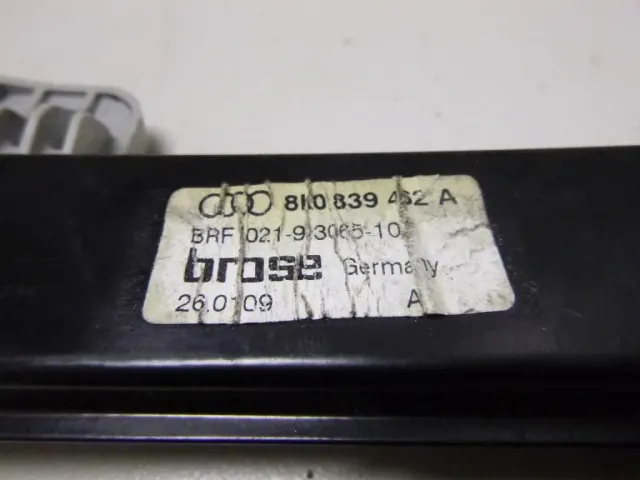 8K0 839 462 A
BRF 021-9 3065-10
brose Germany
26.0109 A